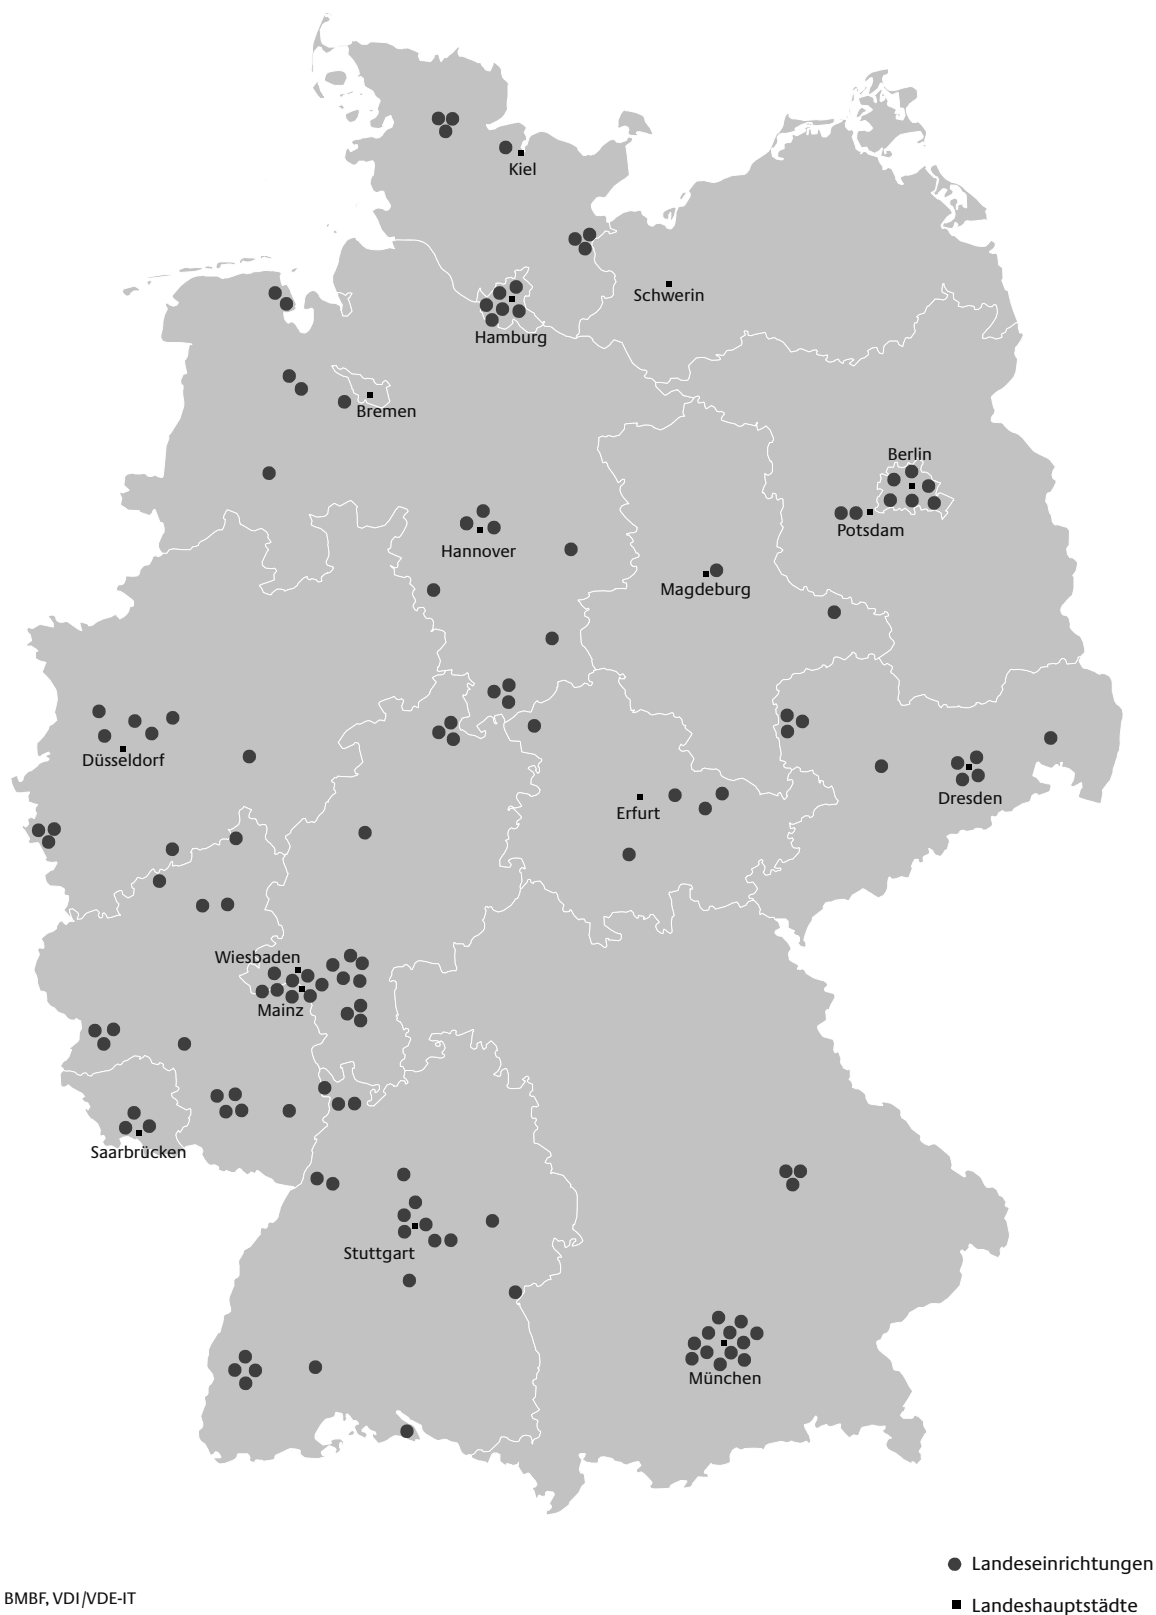 Kiel
Schwerin
Hamburg
Bremen
Berlin
Potsdam
Hannover
Magdeburg
Düsseldorf
Dresden
Erfurt
Wiesbaden
Mainz
Saarbrücken
Stuttgart
München
Landeseinrichtungen
BMBF, VDI/VDE-IT
Landeshauptstädte